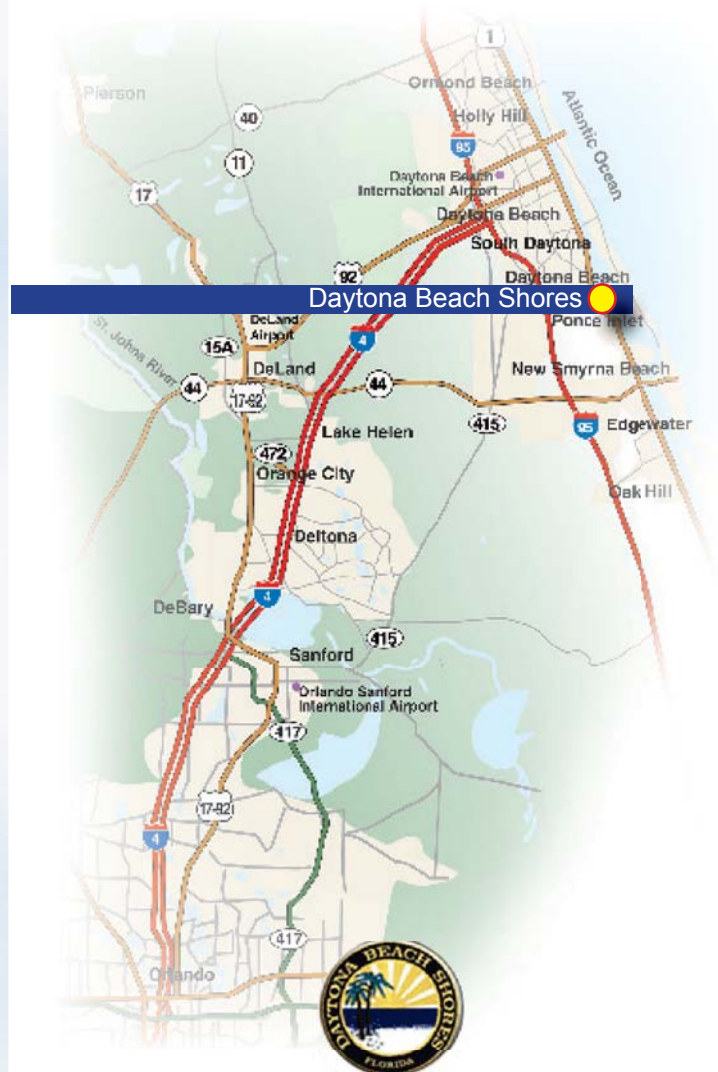 1
Ormond Beach
Pierson
Atlantic Ocean
40
Holly Hill
95
11
Daytona Beach
International Airport
17
Daytona Beach
South Daytona
92
Daytona Beach
Daytona Beach Shores
DeLand
Airport
Ponce Inlet
St. Johns River
15A
4
DeLand
New Smyrna Beach
44
44
17-92
415
Edgewater
95
Lake Helen
472
Orange City
Oak Hill
Deltona
4
DeBary
415
Sanford
Orlando Sanford
International Airport
417
17-92
4
417
Orlando
DAYTONA BEACH SHORES
FLORIDA